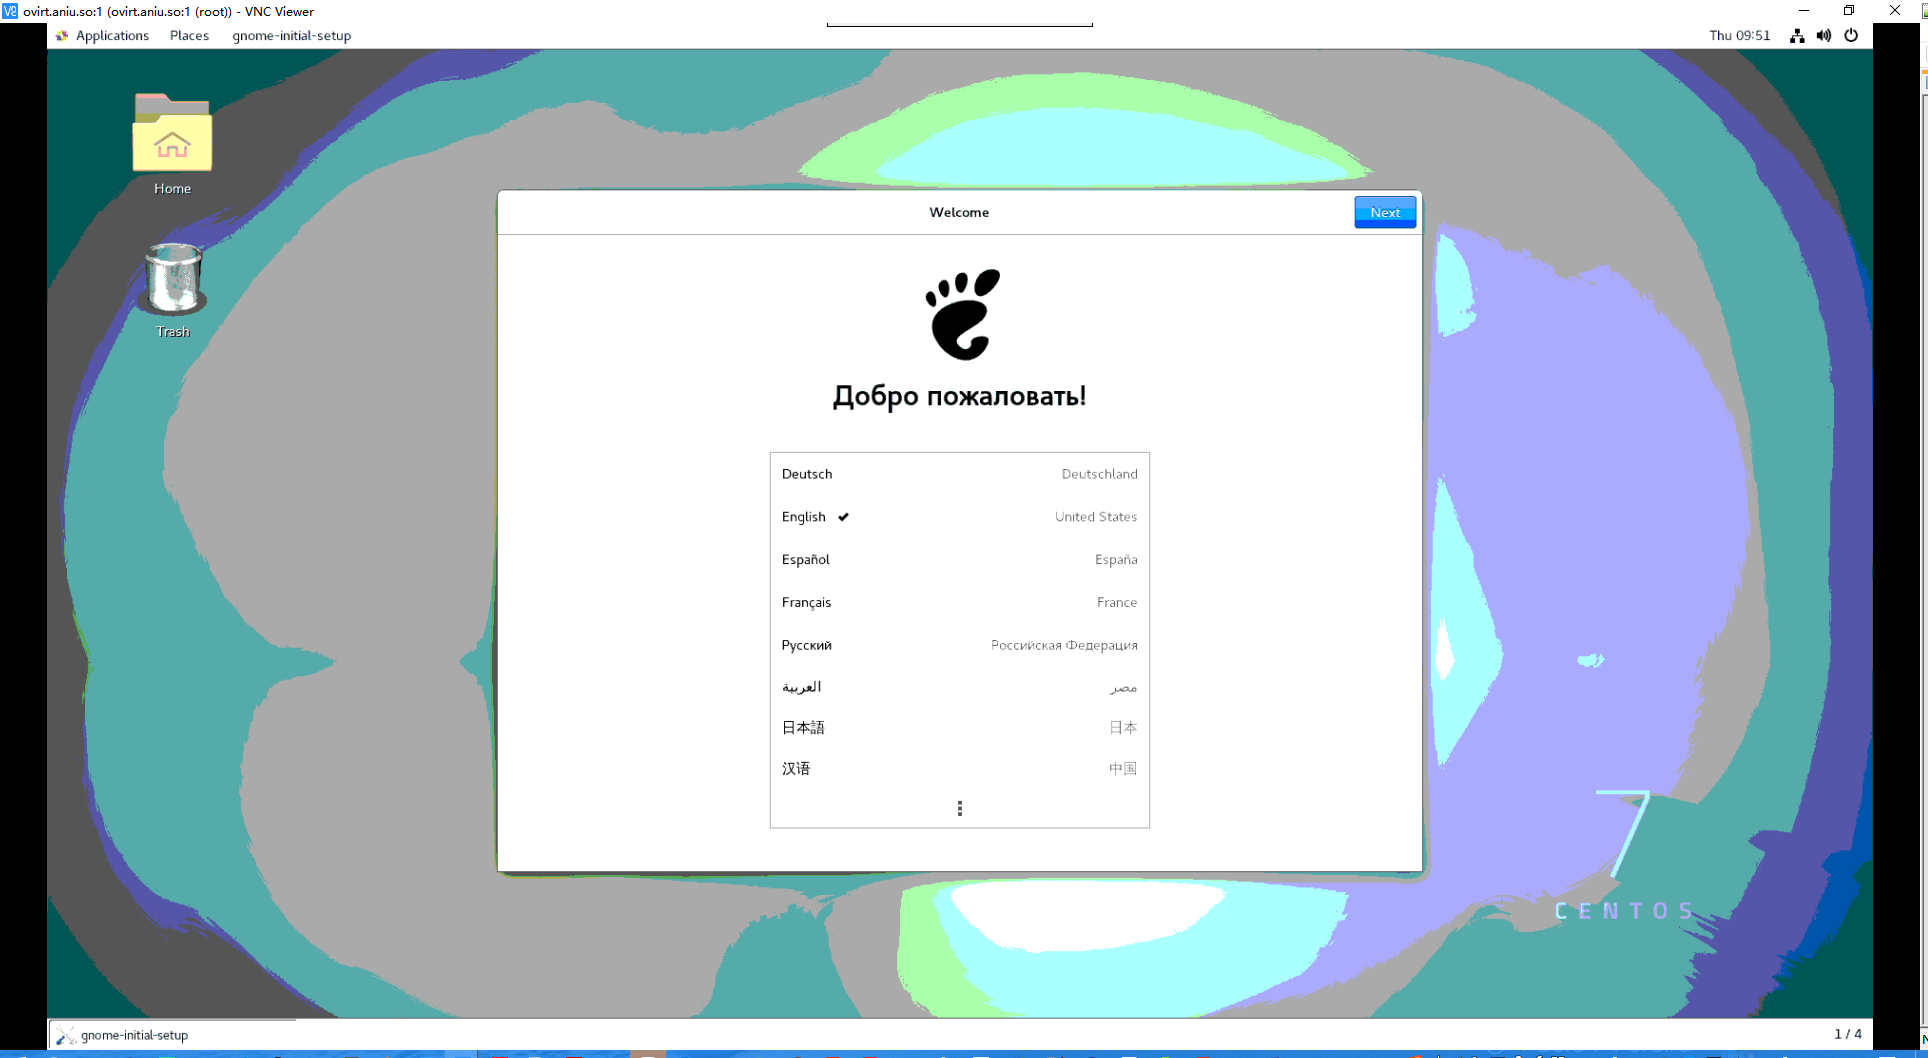 ovirt.aniu.so:1 (ovirt.aniu.so:1 (root)) - VNC Viewer
Applications Places gnome-initial-setup Thu 09:51
Home
Trash
Welcome Next
Добро пожаловать!
Deutsch Deutschland
English United States
Español España
Français France
Русский Российская Федерация
العربية مصر
日本語 日本
汉语 中国
7
CENTOS
gnome-initial-setup 1 / 4